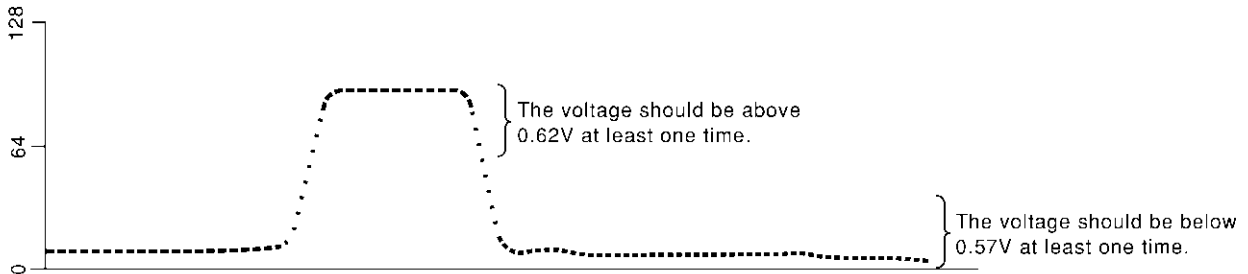 128
64
0
The voltage should be above
0.62V at least one time.
The voltage should be below
0.57V at least one time.